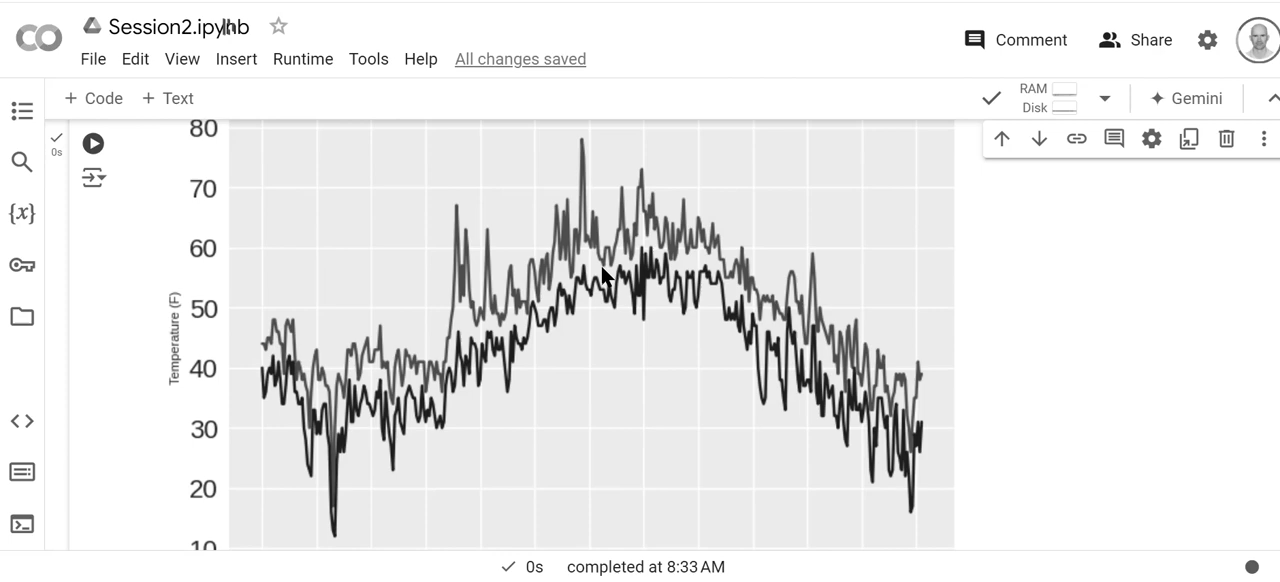 Session2.ipynb
File Edit View Insert Runtime Tools Help All changes saved
Comment Share
+ Code + Text
RAM
Disk
Gemini
0s
{x}
80
70
60
50
40
30
20
10
Temperature (F)
0s completed at 8:33 AM